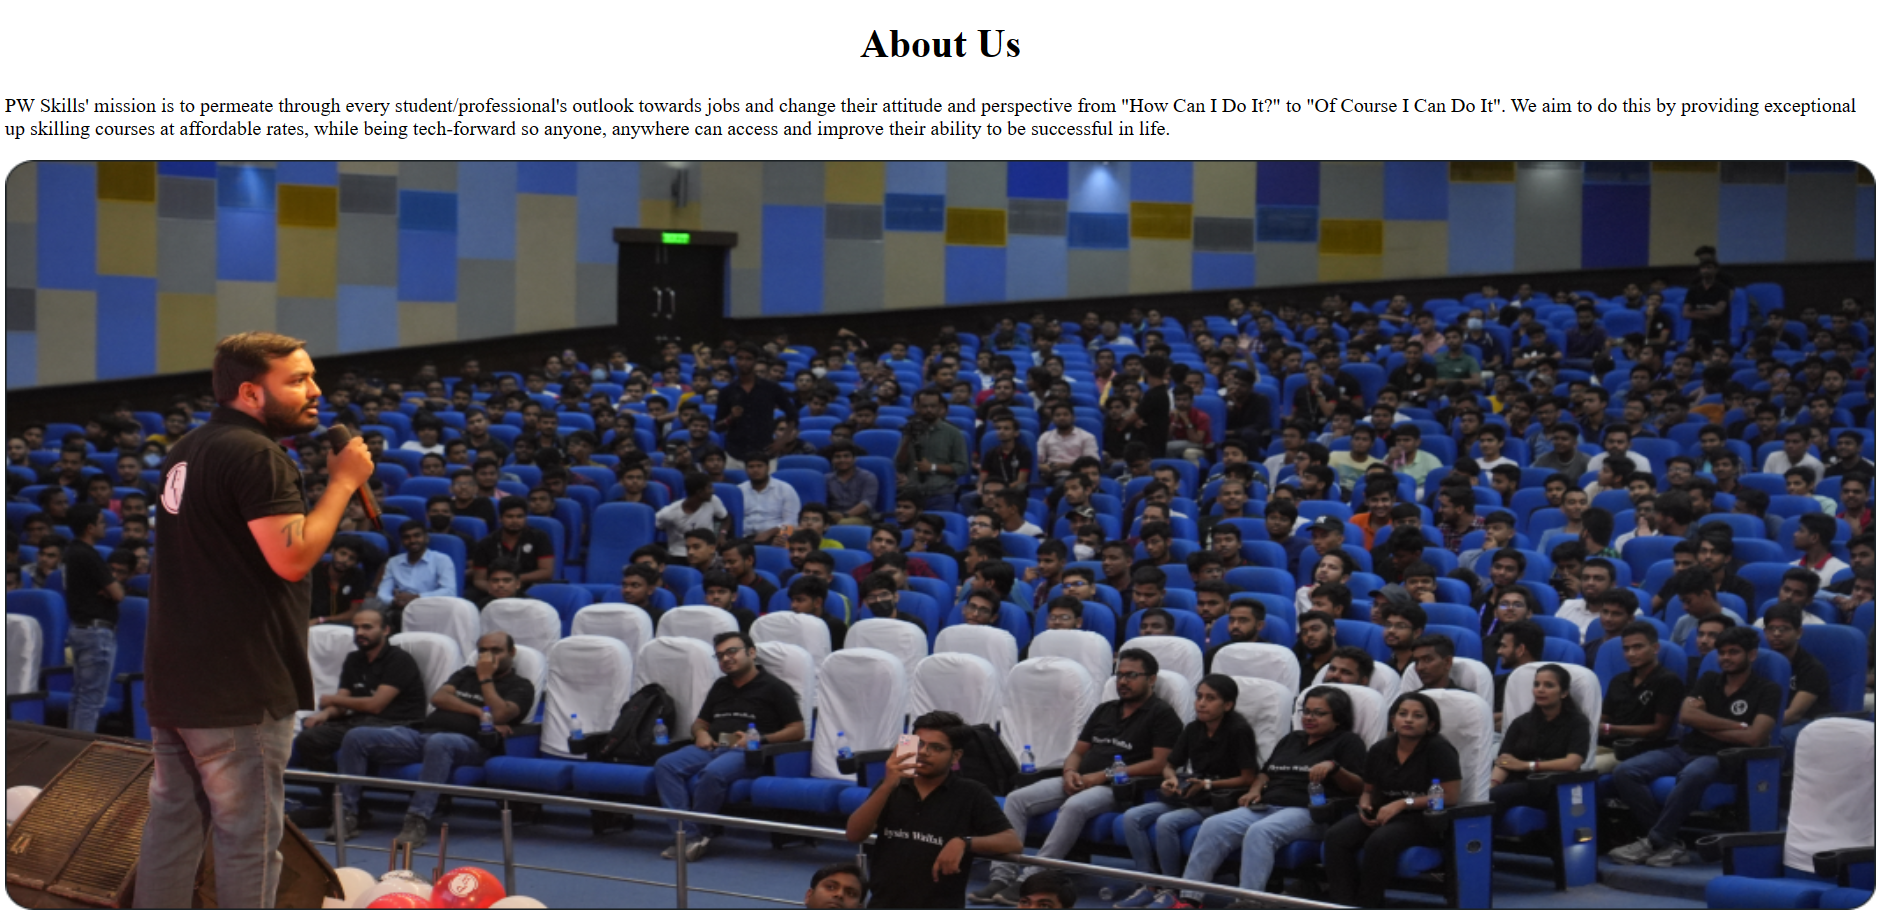 About Us
PW Skills' mission is to permeate through every student/professional's outlook towards jobs and change their attitude and perspective from "How Can I Do It?" to "Of Course I Can Do It". We aim to do this by providing exceptional
up skilling courses at affordable rates, while being tech-forward so anyone, anywhere can access and improve their ability to be successful in life.
Physics Wallah